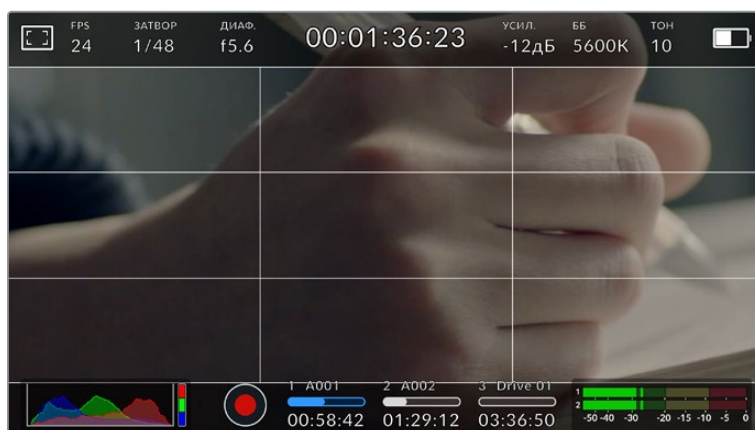 FPS ЗАТВОР ДИАФ. УСИЛ. ББ ТОН
24 1/48 f5.6 00:01:36:23 -12дБ 5600K 10
1 A001 2 A002 3 Drive 01
00:58:42 01:29:12 03:36:50
1
2
-50 -40 -30 -20 -15 -10 -5 0